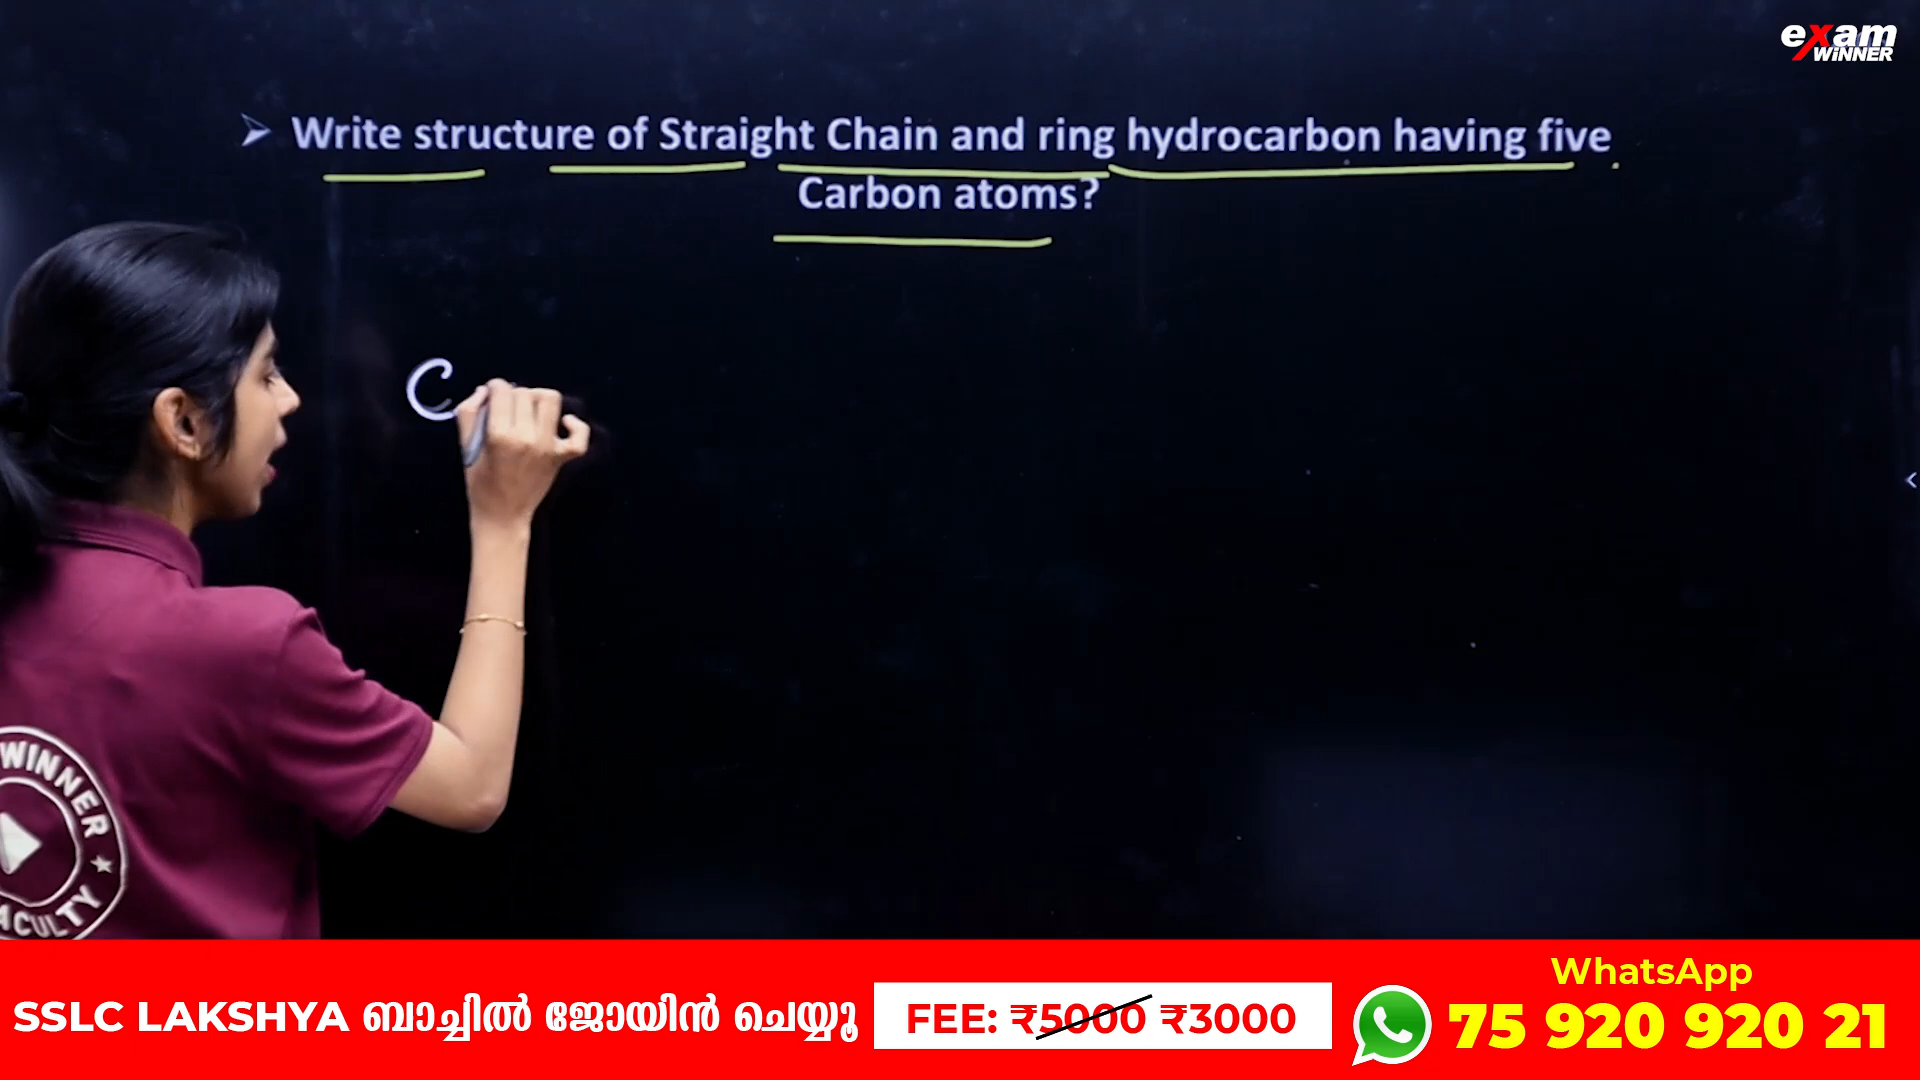 exam
WINNER
➢ Write structure of Straight Chain and ring hydrocarbon having five
Carbon atoms?
C
WINNER
FACULTY
SSLC LAKSHYA ബാച്ചിൽ ജോയിൻ ചെയ്യൂ
FEE: ₹5000 ₹3000
WhatsApp
75 920 920 21